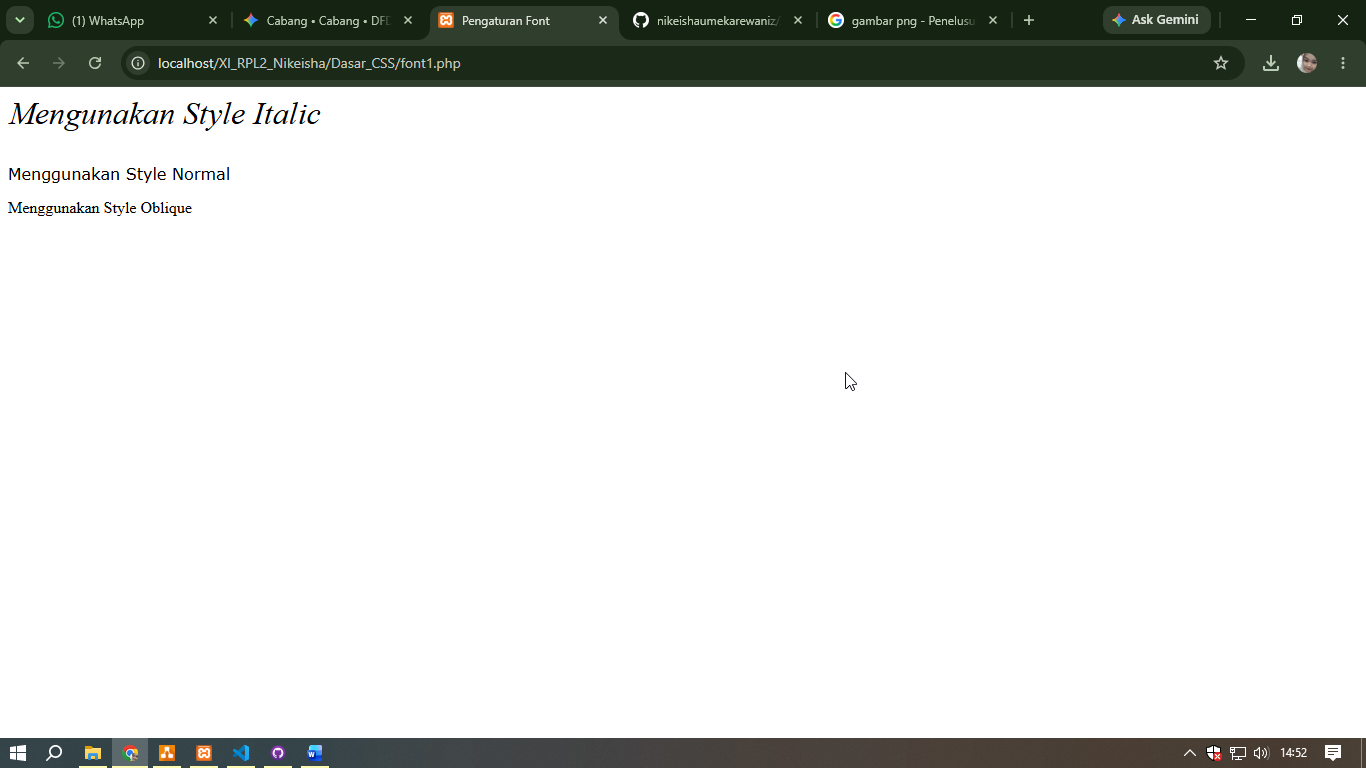 (1) WhatsApp
Cabang • Cabang • DFD
Pengaturan Font
nikeishaumekarewaniz/
gambar png - Penelusu
Ask Gemini
localhost/XI_RPL2_Nikeisha/Dasar_CSS/font1.php
Mengunakan Style Italic
Menggunakan Style Normal
Menggunakan Style Oblique
14:52